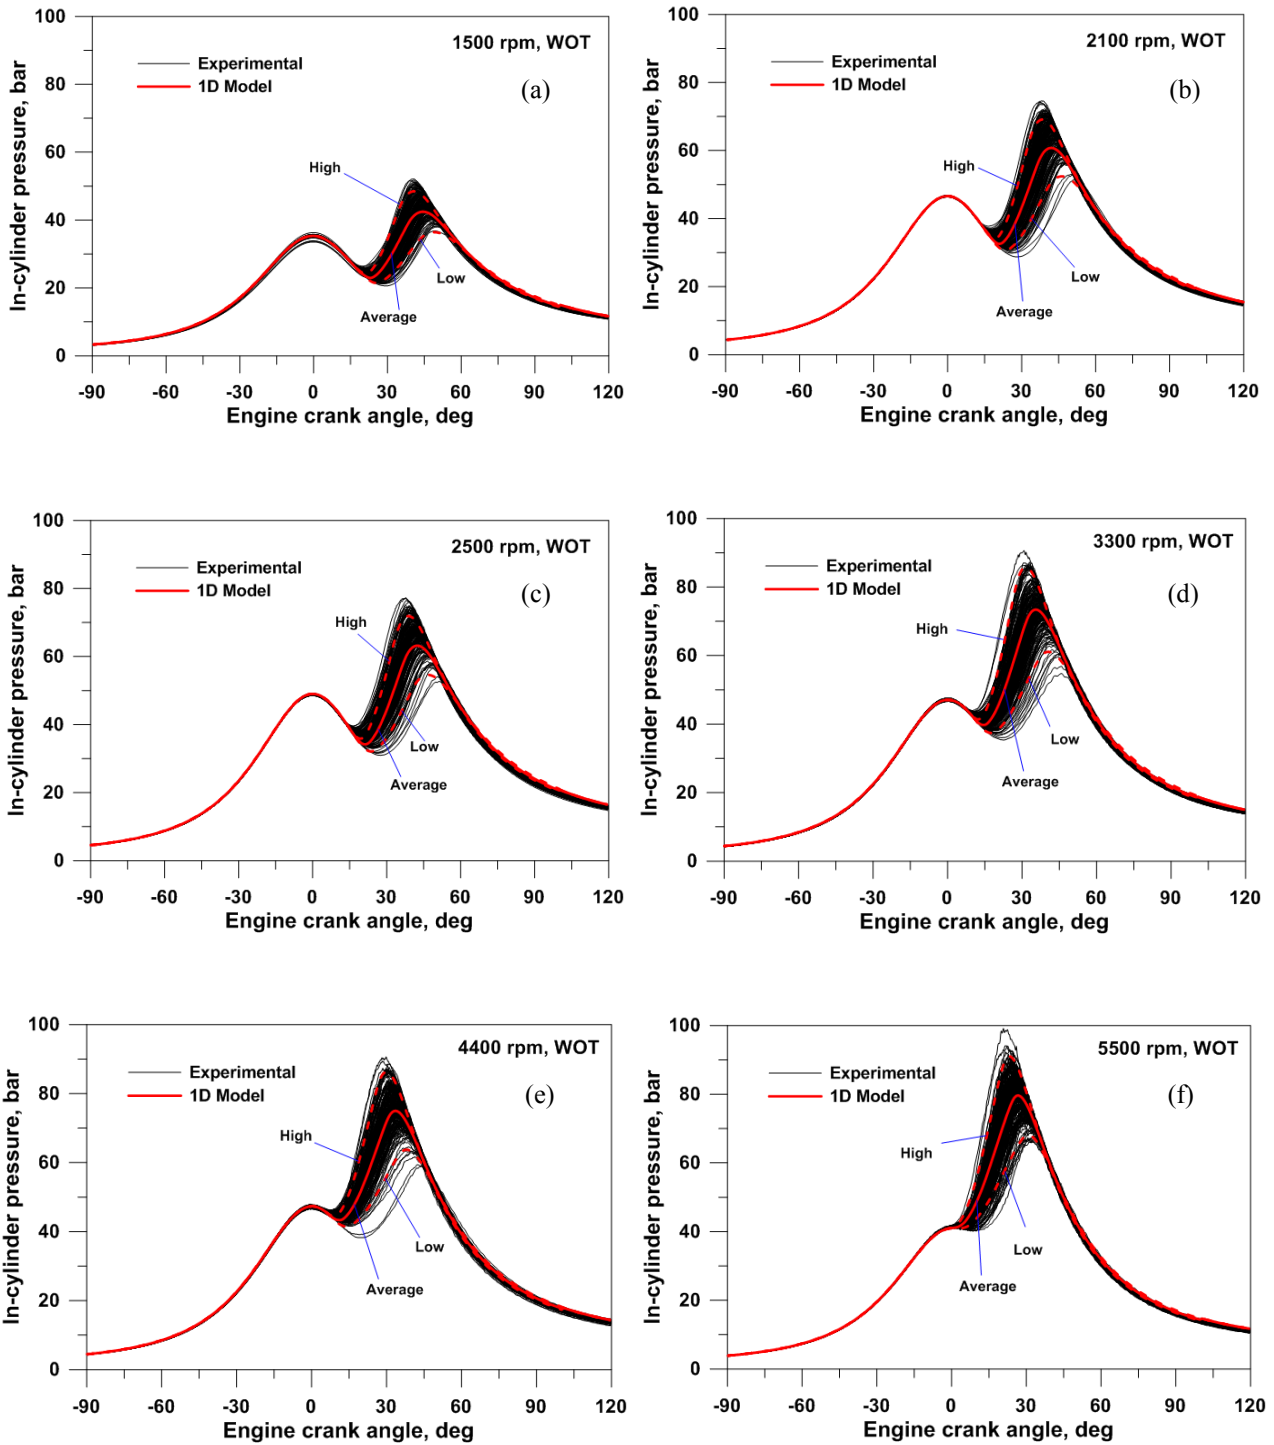 100
80
60
40
20
0
In-cylinder pressure, bar
1500 rpm, WOT
Experimental
1D Model
(a)
High
Low
Average
-90 -60 -30 0 30 60 90 120
Engine crank angle, deg
100
80
60
40
20
0
In-cylinder pressure, bar
2100 rpm, WOT
Experimental
1D Model
(b)
High
Low
Average
-90 -60 -30 0 30 60 90 120
Engine crank angle, deg
100
80
60
40
20
0
In-cylinder pressure, bar
2500 rpm, WOT
Experimental
1D Model
(c)
High
Low
Average
-90 -60 -30 0 30 60 90 120
Engine crank angle, deg
100
80
60
40
20
0
In-cylinder pressure, bar
3300 rpm, WOT
Experimental
1D Model
(d)
High
Low
Average
-90 -60 -30 0 30 60 90 120
Engine crank angle, deg
100
80
60
40
20
0
In-cylinder pressure, bar
4400 rpm, WOT
Experimental
1D Model
(e)
High
Low
Average
-90 -60 -30 0 30 60 90 120
Engine crank angle, deg
100
80
60
40
20
0
In-cylinder pressure, bar
5500 rpm, WOT
Experimental
1D Model
(f)
High
Low
Average
-90 -60 -30 0 30 60 90 120
Engine crank angle, deg